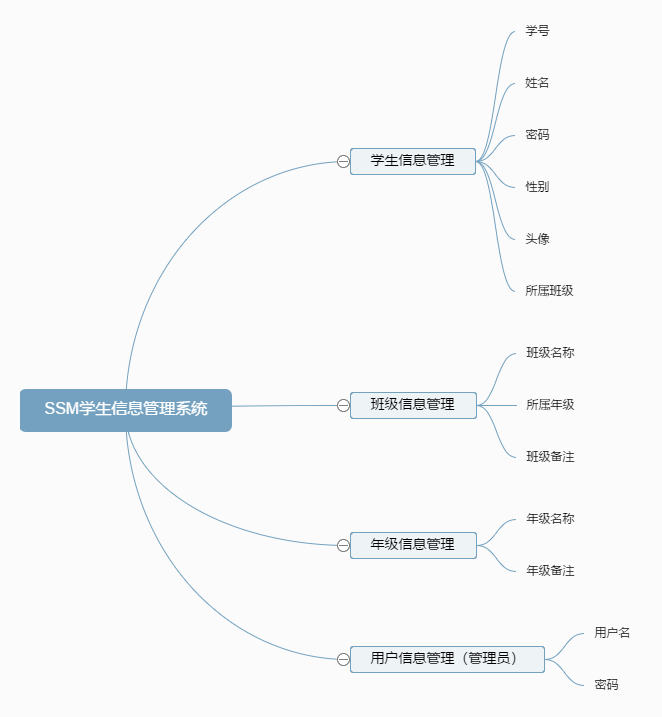 SSM学生信息管理系统
学生信息管理
学号
姓名
密码
性别
头像
所属班级
班级信息管理
班级名称
所属年级
班级备注
年级信息管理
年级名称
年级备注
用户信息管理（管理员）
用户名
密码